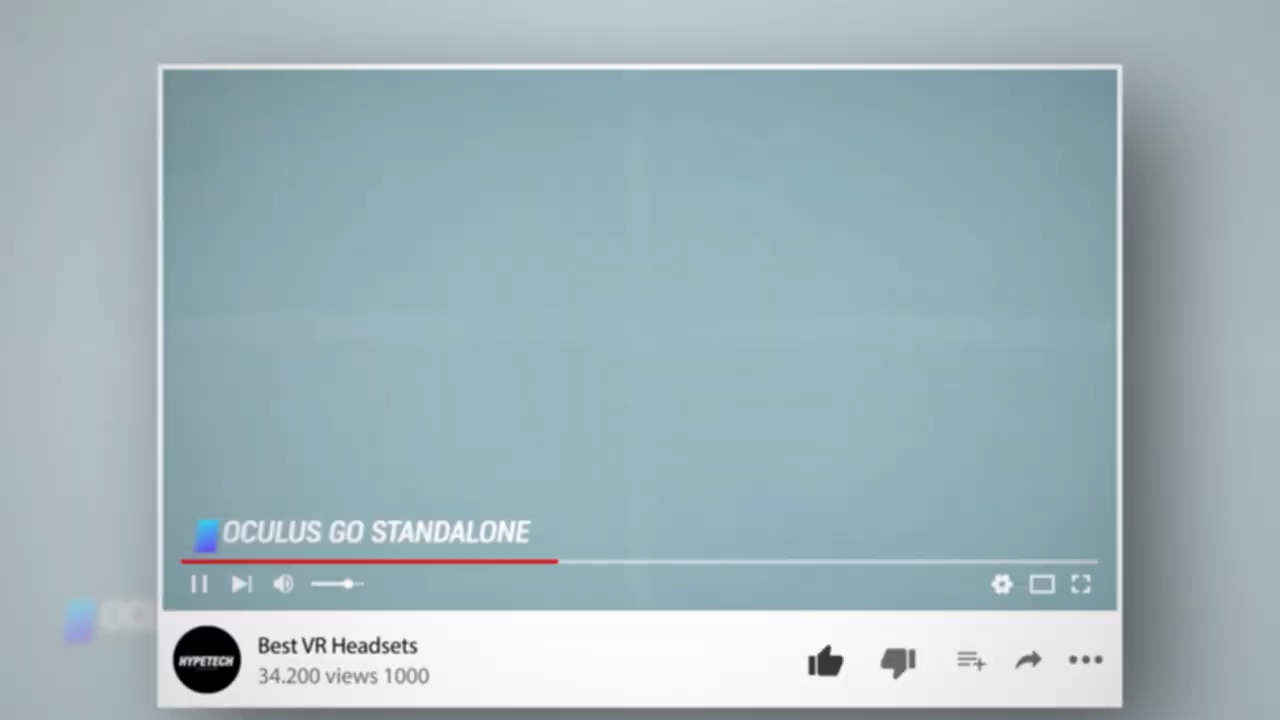 OCULUS GO STANDALONE
HYPETECH
Best VR Headsets
34.200 views 1000